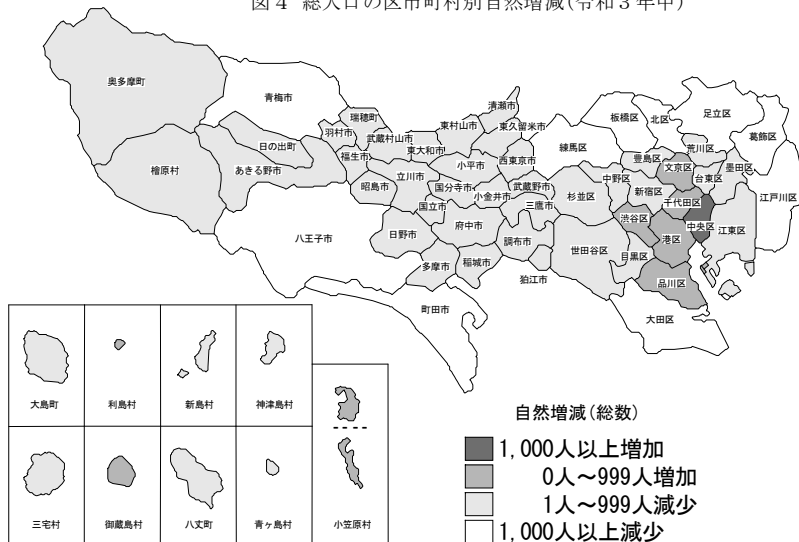 図4 総人口の区市町村別自然増減(令和3年中)
奥多摩町
青梅市
檜原村
日の出町
あきる野市
瑞穂町
羽村市
武蔵村山市
福生市
昭島市
立川市
東大和市
東村山市
清瀬市
東久留米市
小平市
西東京市
国分寺市
小金井市
武蔵野市
国立市
三鷹市
府中市
調布市
日野市
多摩市
稲城市
狛江市
八王子市
町田市
練馬区
板橋区
北区
足立区
葛飾区
荒川区
豊島区
文京区
台東区
墨田区
江戸川区
中野区
新宿区
杉並区
千代田区
中央区
江東区
渋谷区
港区
世田谷区
目黒区
品川区
大田区
大島町
利島村
新島村
神津島村
三宅村
御蔵島村
八丈町
青ヶ島村
小笠原村
自然増減(総数)
1,000人以上増加
0人～999人増加
1人～999人減少
1,000人以上減少